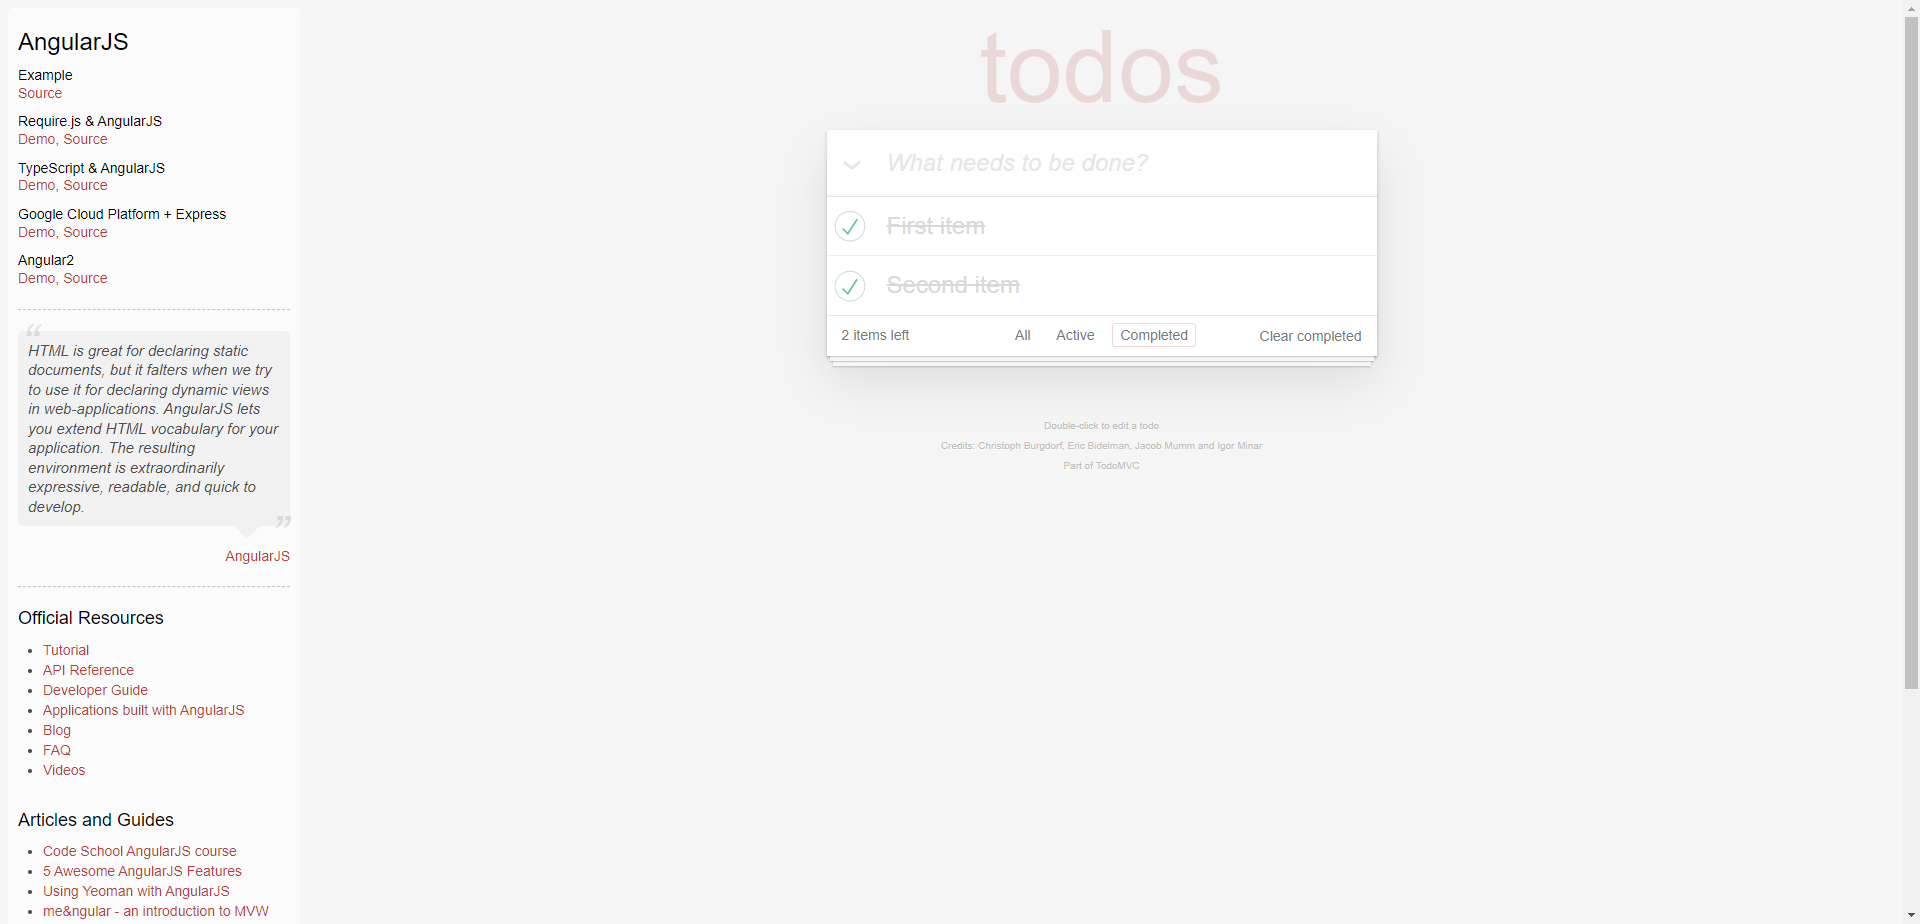 AngularJS
Example
Source
Require.js & AngularJS
Demo, Source
TypeScript & AngularJS
Demo, Source
Google Cloud Platform + Express
Demo, Source
Angular2
Demo, Source
“
HTML is great for declaring static
documents, but it falters when we try
to use it for declaring dynamic views
in web-applications. AngularJS lets
you extend HTML vocabulary for your
application. The resulting
environment is extraordinarily
expressive, readable, and quick to
develop.
”
AngularJS
Official Resources
• Tutorial
• API Reference
• Developer Guide
• Applications built with AngularJS
• Blog
• FAQ
• Videos
Articles and Guides
• Code School AngularJS course
• 5 Awesome AngularJS Features
• Using Yeoman with AngularJS
• me&ngular - an introduction to MVW
todos
What needs to be done?
First item
Second item
2 items left All Active Completed Clear completed
Double-click to edit a todo
Credits: Christoph Burgdorf, Eric Bidelman, Jacob Mumm and Igor Minar
Part of TodoMVC